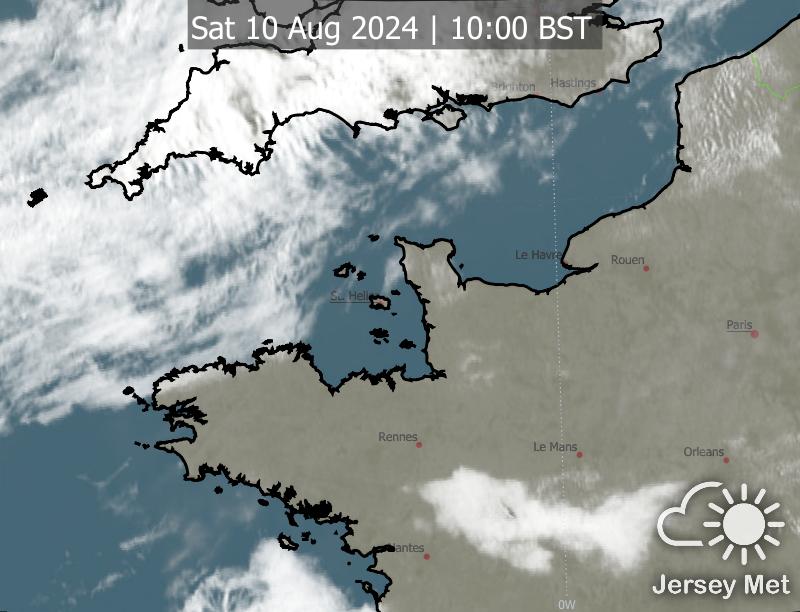 Sat 10 Aug 2024 | 10:00 BST
Brighton
Hastings
Le Havre
Rouen
St. Helier
Paris
Rennes
Le Mans
Orleans
Nantes
Jersey Met
0W